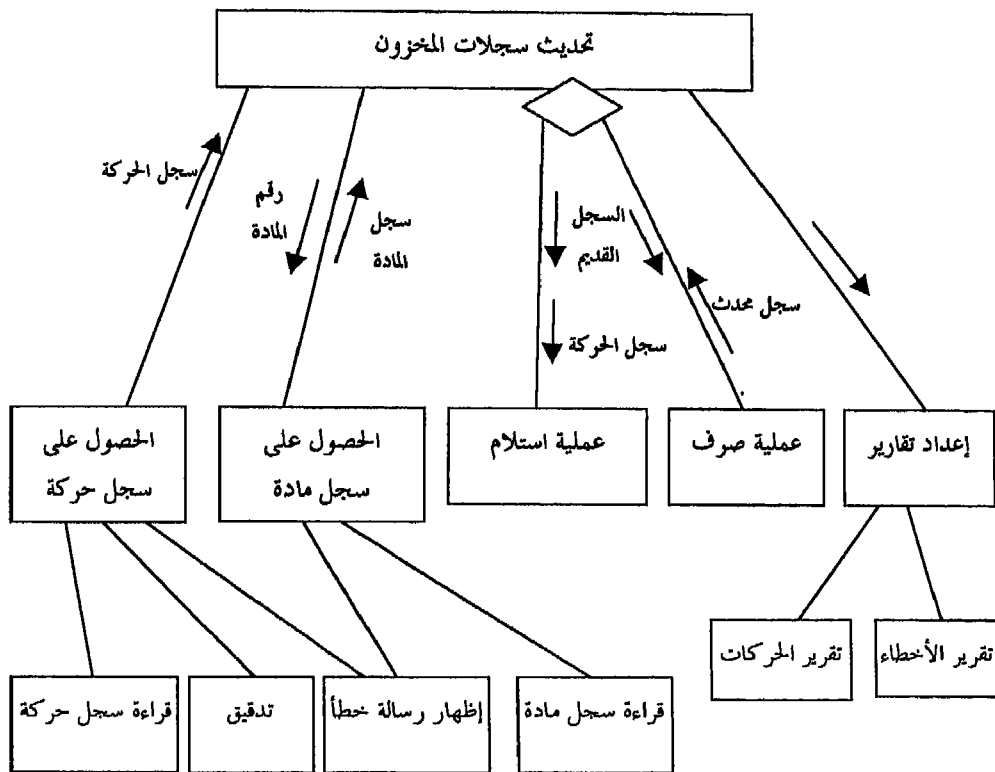 تحديث سجلات المخزون
سجل الحركة
رقم
المادة
سجل
المادة
السجل
القديم
سجل الحركة
سجل محدث
الحصول على
سجل حركة
الحصول على
سجل مادة
عملية استلام
عملية صرف
إعداد تقارير
تقرير الحركات
تقرير الأخطاء
قراءة سجل حركة
تدقيق
إظهار رسالة خطأ
قراءة سجل مادة